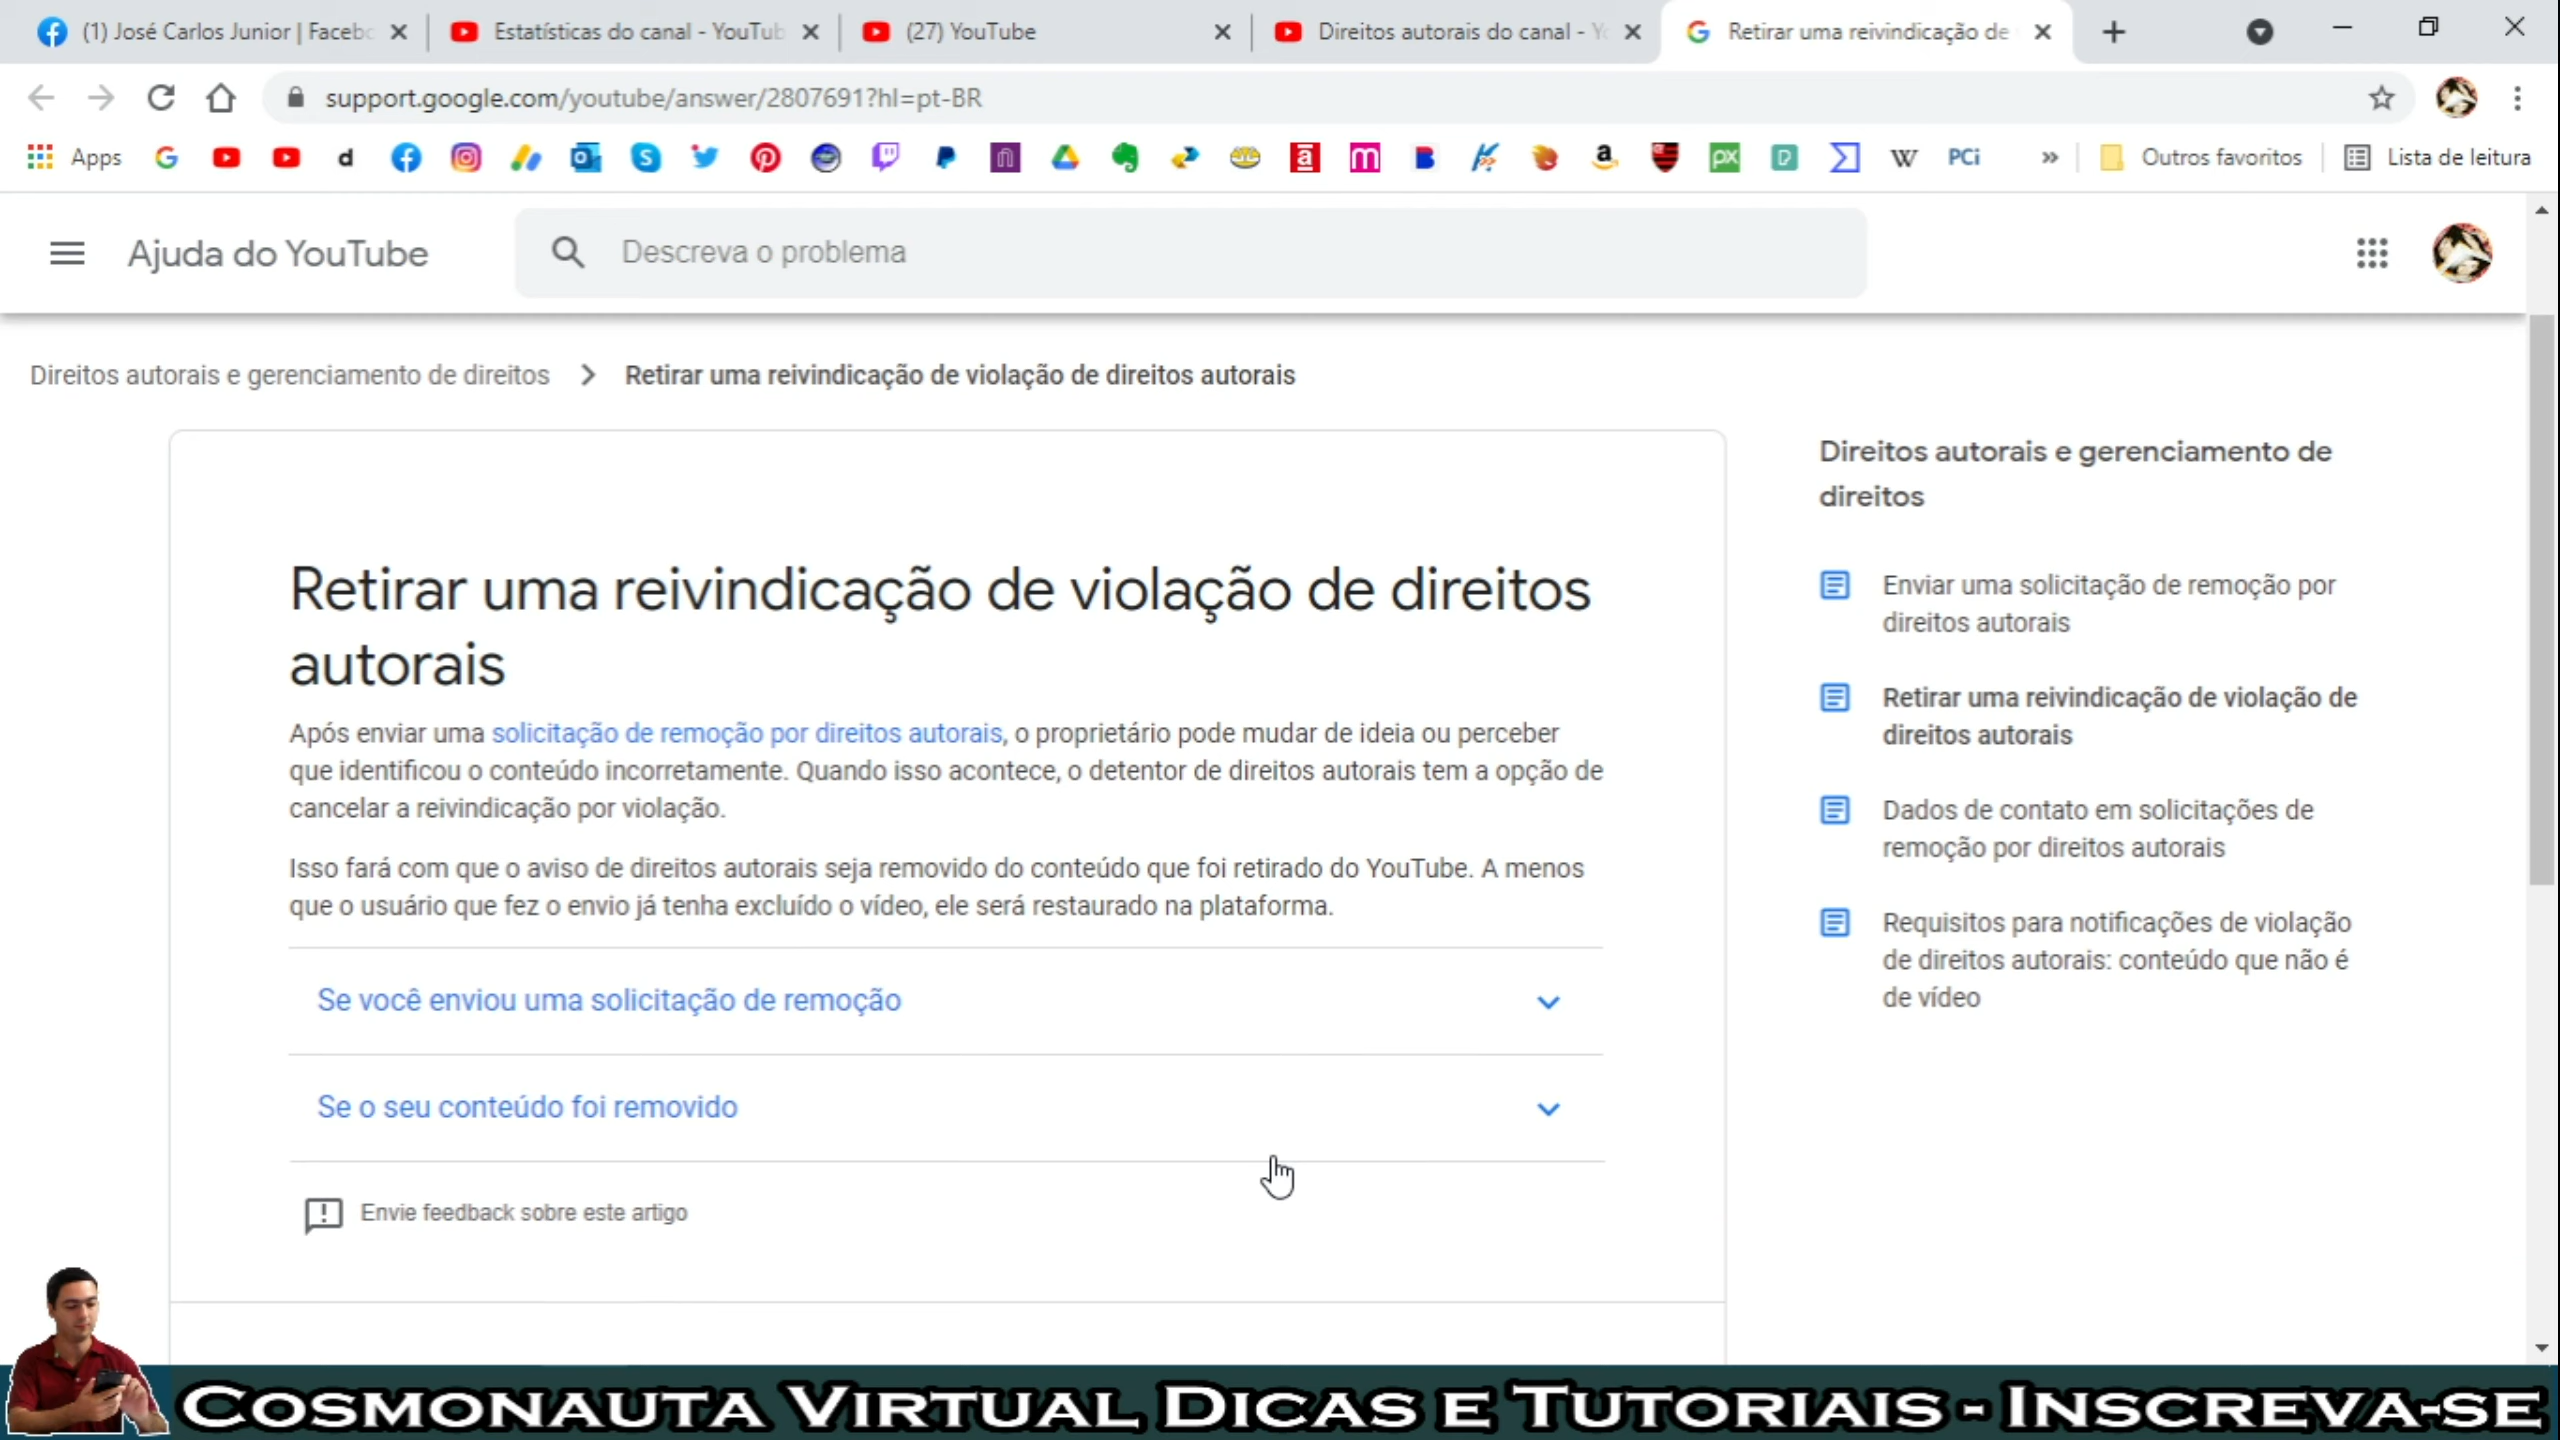 (1) José Carlos Junior | Facebo
Estatísticas do canal - YouTub
(27) YouTube
Direitos autorais do canal - Yo
Retirar uma reivindicação de
support.google.com/youtube/answer/2807691?hl=pt-BR
Apps
Outros favoritos
Lista de leitura
Ajuda do YouTube
Descreva o problema
Direitos autorais e gerenciamento de direitos
Retirar uma reivindicação de violação de direitos autorais
Retirar uma reivindicação de violação de direitos
autorais
Após enviar uma solicitação de remoção por direitos autorais, o proprietário pode mudar de ideia ou perceber
que identificou o conteúdo incorretamente. Quando isso acontece, o detentor de direitos autorais tem a opção de
cancelar a reivindicação por violação.
Isso fará com que o aviso de direitos autorais seja removido do conteúdo que foi retirado do YouTube. A menos
que o usuário que fez o envio já tenha excluído o vídeo, ele será restaurado na plataforma.
Se você enviou uma solicitação de remoção
Se o seu conteúdo foi removido
Envie feedback sobre este artigo
Direitos autorais e gerenciamento de
direitos
Enviar uma solicitação de remoção por
direitos autorais
Retirar uma reivindicação de violação de
direitos autorais
Dados de contato em solicitações de
remoção por direitos autorais
Requisitos para notificações de violação
de direitos autorais: conteúdo que não é
de vídeo
COSMONAUTA VIRTUAL DICAS E TUTORIAIS - INSCREVA-SE